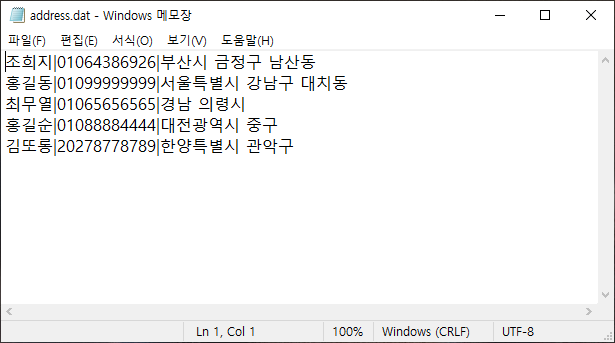 address.dat - Windows 메모장
파일(F) 편집(E) 서식(O) 보기(V) 도움말(H)
조희지|01064386926|부산시 금정구 남산동
홍길동|01099999999|서울특별시 강남구 대치동
최무열|01065656565|경남 의령시
홍길순|01088884444|대전광역시 중구
김또롱|20278778789|한양특별시 관악구
Ln 1, Col 1 100% Windows (CRLF) UTF-8